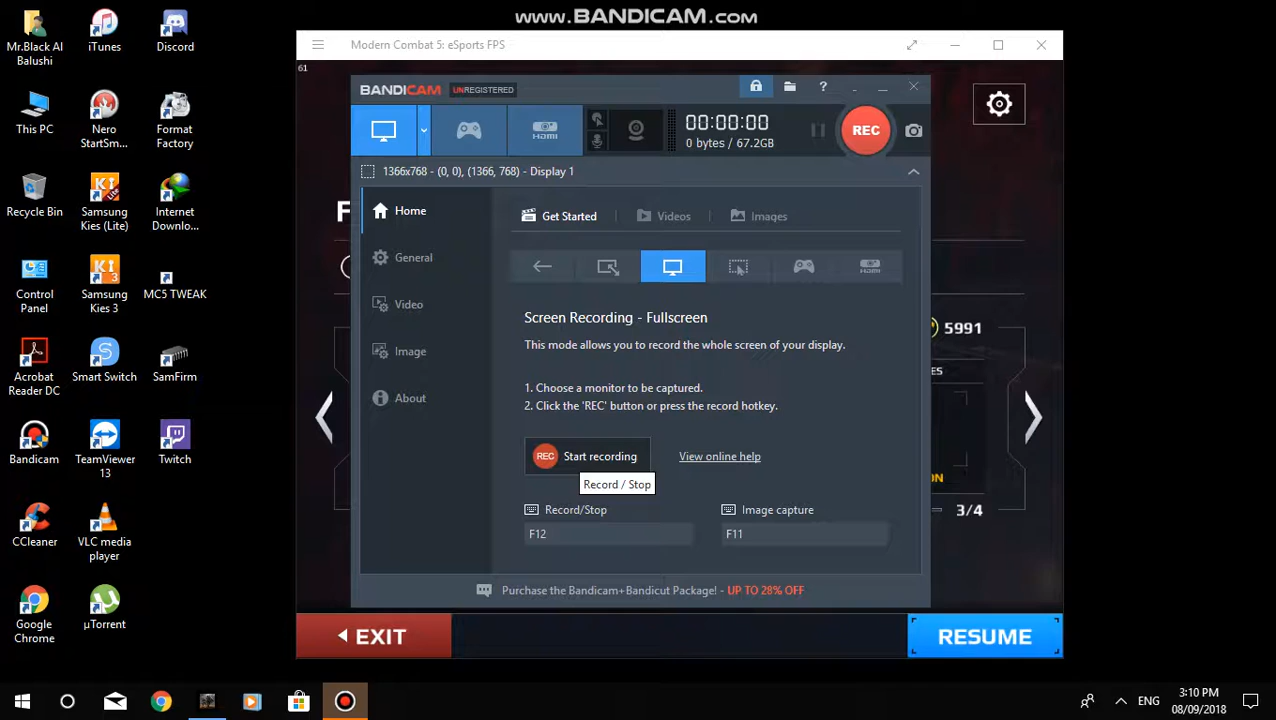 www.BANDICAM.com
Mr.Black Al Balushi
iTunes
Discord
This PC
Nero StartSm...
Format Factory
Recycle Bin
Samsung Kies (Lite)
Internet Downlo...
Control Panel
Samsung Kies 3
MC5 TWEAK
Acrobat Reader DC
Smart Switch
SamFirm
Bandicam
TeamViewer 13
Twitch
CCleaner
VLC media player
Google Chrome
µTorrent
Modern Combat 5: eSports FPS
61
BANDICAM UNREGISTERED
?
HDMI
00:00:00
0 bytes / 67.2GB
REC
1366x768 - (0, 0), (1366, 768) - Display 1
Home
General
Video
Image
About
Get Started
Videos
Images
HDMI
Screen Recording - Fullscreen
This mode allows you to record the whole screen of your display.
1. Choose a monitor to be captured.
2. Click the 'REC' button or press the record hotkey.
REC Start recording
View online help
Record / Stop
Record/Stop
Image capture
F12
F11
Purchase the Bandicam+Bandicut Package! - UP TO 28% OFF
5991
ES
ON
3/4
EXIT
RESUME
ENG
3:10 PM
08/09/2018